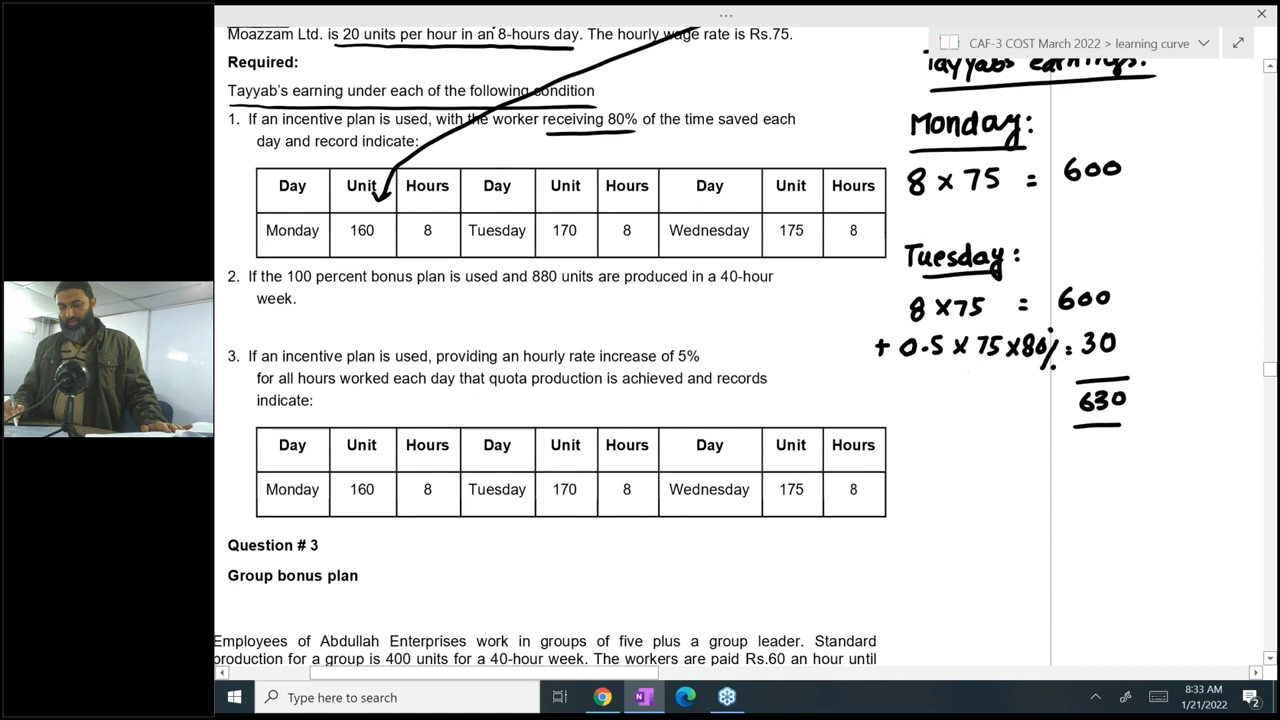 Moazzam Ltd. is 20 units per hour in an 8-hours day. The hourly wage rate is Rs.75.
CAF-3 COST March 2022 > learning curve
Required:
Tayyab's earning under each of the following condition
1. If an incentive plan is used, with the worker receiving 80% of the time saved each
day and record indicate:
Day Unit Hours Day Unit Hours Day Unit Hours
Monday 160 8 Tuesday 170 8 Wednesday 175 8
2. If the 100 percent bonus plan is used and 880 units are produced in a 40-hour
week.
3. If an incentive plan is used, providing an hourly rate increase of 5%
for all hours worked each day that quota production is achieved and records
indicate:
Day Unit Hours Day Unit Hours Day Unit Hours
Monday 160 8 Tuesday 170 8 Wednesday 175 8
Question # 3
Group bonus plan
Employees of Abdullah Enterprises work in groups of five plus a group leader. Standard
production for a group is 400 units for a 40-hour week. The workers are paid Rs.60 an hour until
Tayyabs earnings:
Monday:
8 × 75 = 600
Tuesday:
8 × 75 = 600
+ 0.5 × 75 × 80% = 30
630
Type here to search
8:33 AM
1/21/2022
2